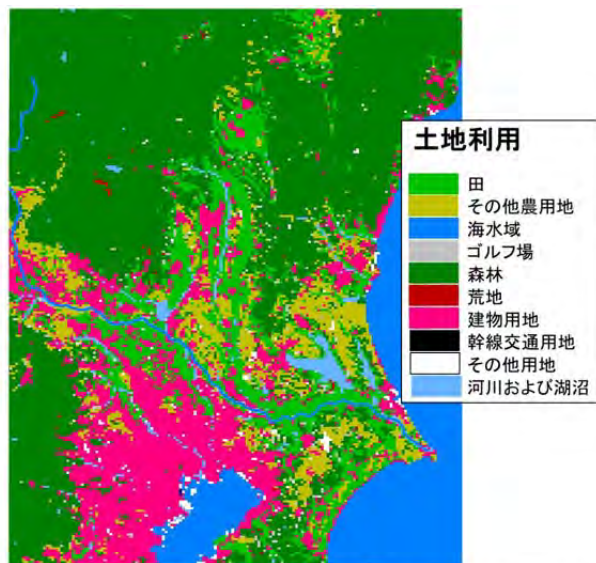 土地利用
田
その他農用地
海水域
ゴルフ場
森林
荒地
建物用地
幹線交通用地
その他用地
河川および湖沼